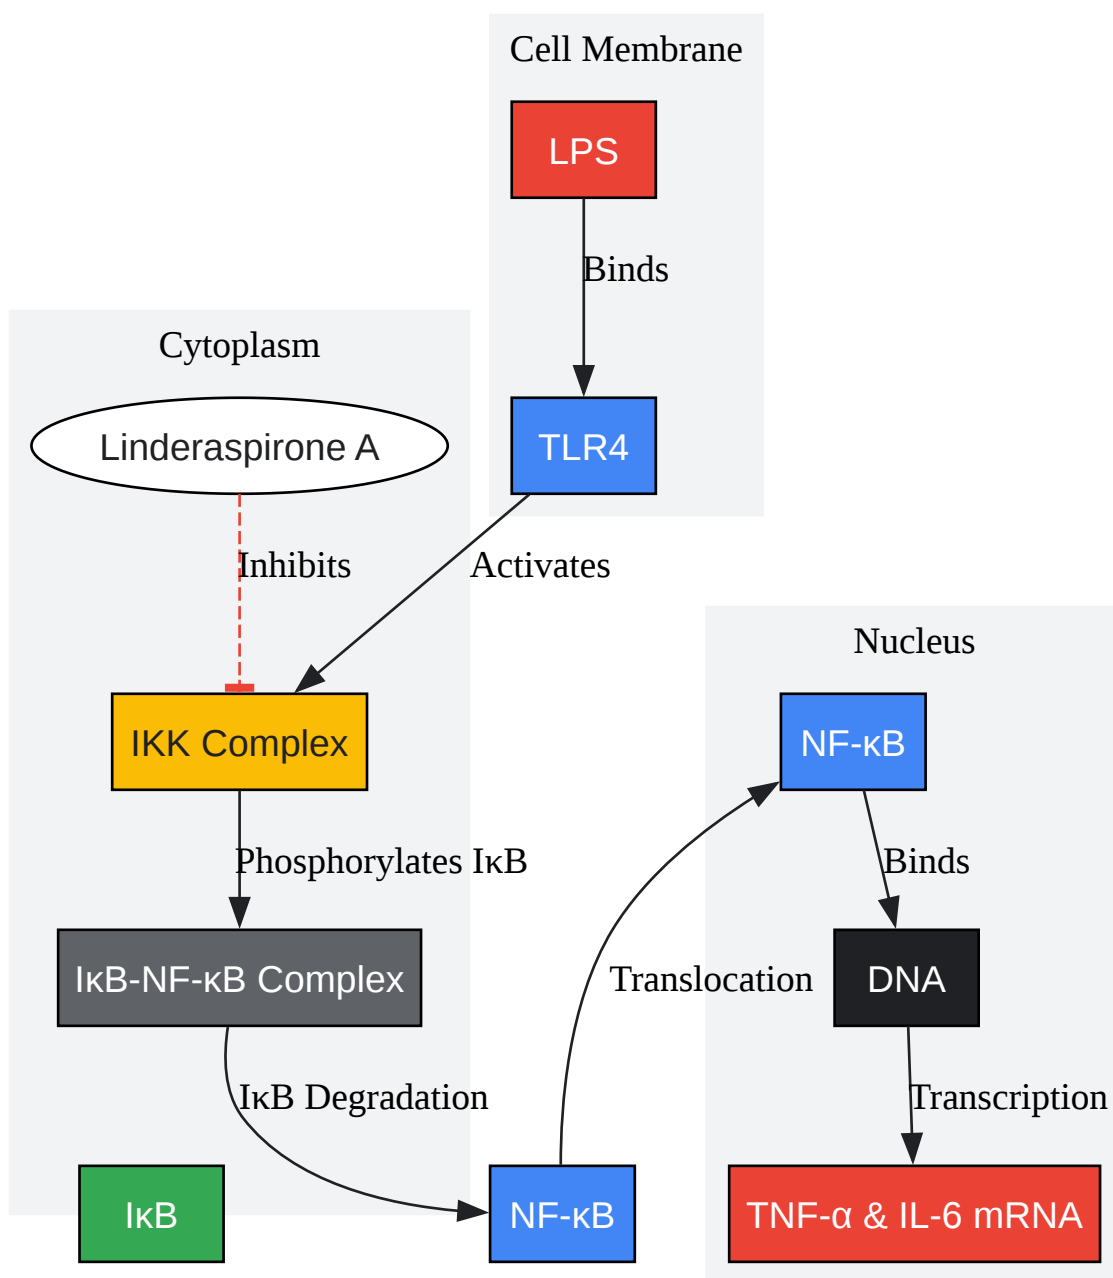 Cell Membrane
LPS
Binds
Cytoplasm
Linderaspirone A
TLR4
Inhibits
Activates
Nucleus
IKK Complex
NF-κB
Phosphorylates IκB
Binds
IκB-NF-κB Complex
Translocation
DNA
IκB Degradation
Transcription
IκB
NF-κB
TNF-α & IL-6 mRNA